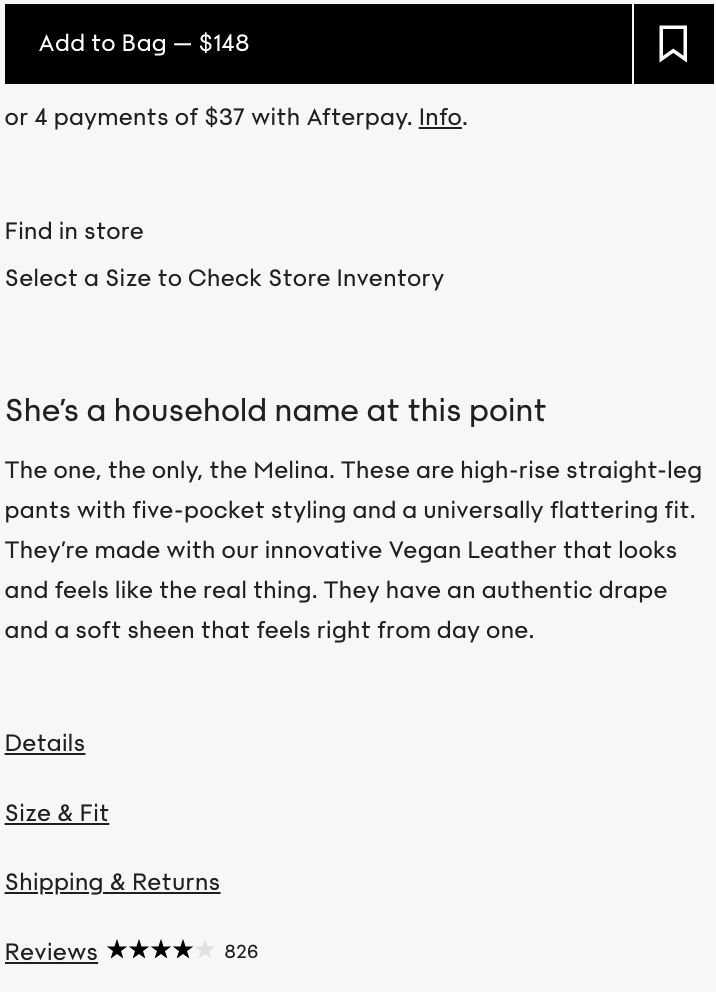 Add to Bag — $148
or 4 payments of $37 with Afterpay. Info.
Find in store
Select a Size to Check Store Inventory
She’s a household name at this point
The one, the only, the Melina. These are high-rise straight-leg
pants with five-pocket styling and a universally flattering fit.
They’re made with our innovative Vegan Leather that looks
and feels like the real thing. They have an authentic drape
and a soft sheen that feels right from day one.
Details
Size & Fit
Shipping & Returns
Reviews ★★★★★ 826